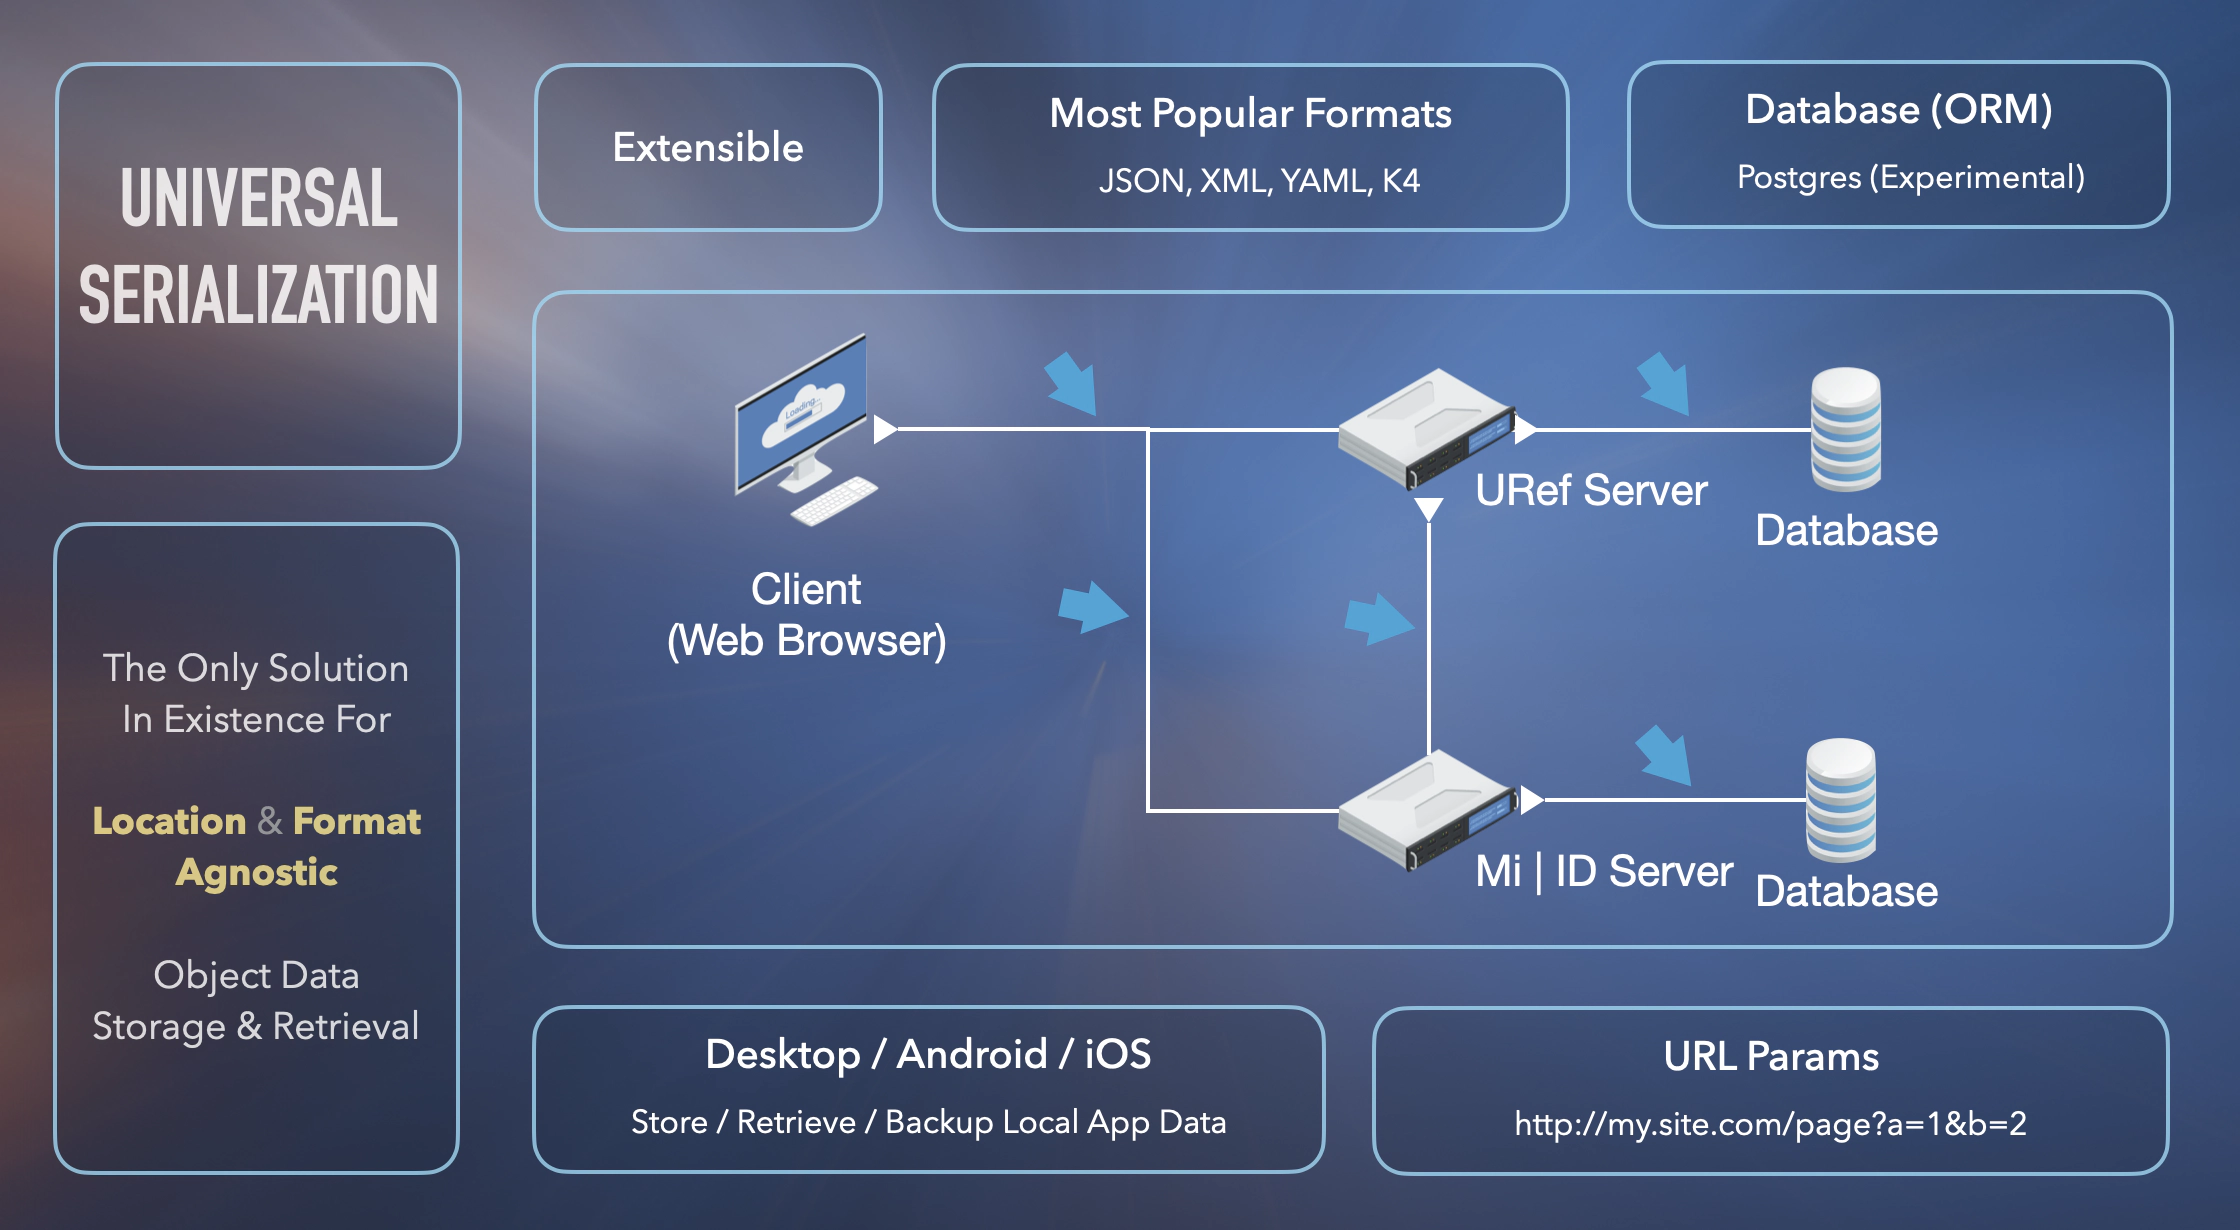 UNIVERSAL
SERIALIZATION
The Only Solution
In Existence For
Location & Format
Agnostic
Object Data
Storage & Retrieval
Extensible
Most Popular Formats
JSON, XML, YAML, K4
Database (ORM)
Postgres (Experimental)
Loading...
Client
(Web Browser)
URef Server
Database
Mi | ID Server
Database
Desktop / Android / iOS
Store / Retrieve / Backup Local App Data
URL Params
http://my.site.com/page?a=1&b=2